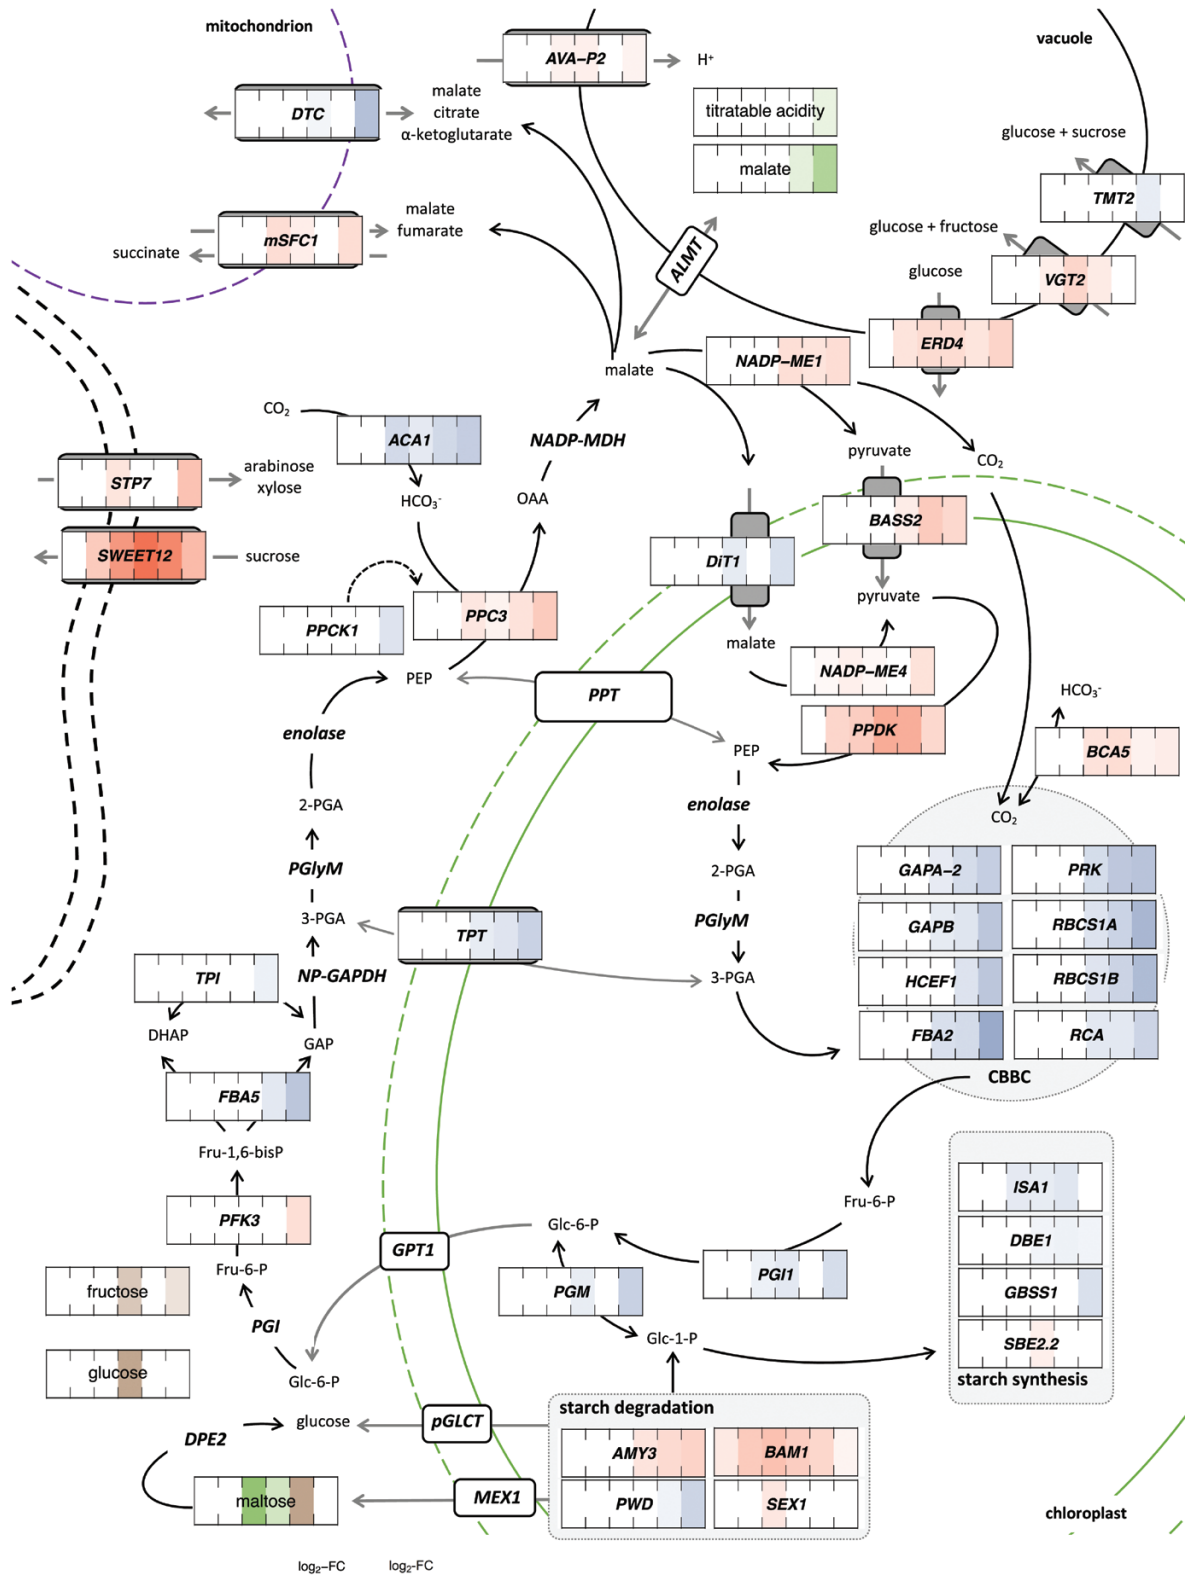 mitochondrion
AVA−P2
H⁺
vacuole
DTC
malate
citrate
α-ketoglutarate
titratable acidity
malate
glucose + sucrose
TMT2
mSFC1
malate
fumarate
succinate
ALMT
glucose + fructose
VGT2
glucose
ERD4
malate
NADP−ME1
CO₂
ACA1
NADP-MDH
pyruvate
CO₂
STP7
arabinose
xylose
HCO₃⁻
OAA
BASS2
SWEET12
sucrose
DiT1
pyruvate
PPCK1
PPC3
malate
NADP−ME4
PEP
PPT
HCO₃⁻
PPDK
enolase
PEP
BCA5
2-PGA
enolase
CO₂
PGlyM
2-PGA
GAPA−2
PRK
3-PGA
TPT
PGlyM
GAPB
RBCS1A
TPI
NP-GAPDH
3-PGA
HCEF1
RBCS1B
DHAP
GAP
FBA2
RCA
FBA5
CBBC
Fru-1,6-bisP
ISA1
PFK3
Glc-6-P
Fru-6-P
DBE1
GPT1
Fru-6-P
PGM
PGI1
GBSS1
fructose
PGI
Glc-1-P
SBE2.2
glucose
Glc-6-P
starch synthesis
starch degradation
glucose
pGLCT
DPE2
AMY3
BAM1
maltose
MEX1
PWD
SEX1
chloroplast
log₂−FC
log₂−FC